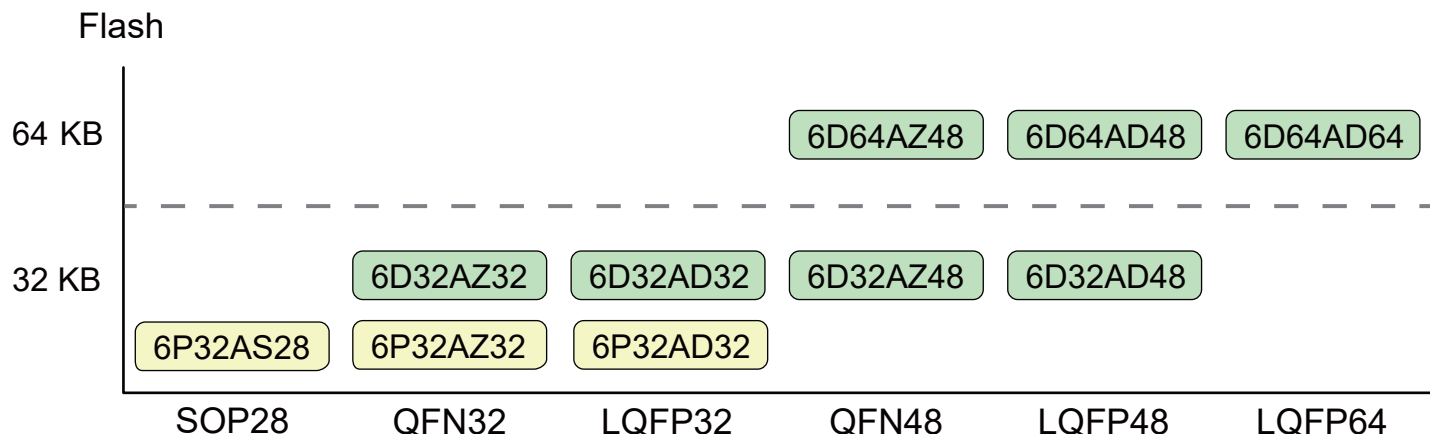 Flash
64 KB
6D64AZ48 6D64AD48 6D64AD64
32 KB
6D32AZ32 6D32AD32 6D32AZ48 6D32AD48
6P32AS28 6P32AZ32 6P32AD32
SOP28 QFN32 LQFP32 QFN48 LQFP48 LQFP64